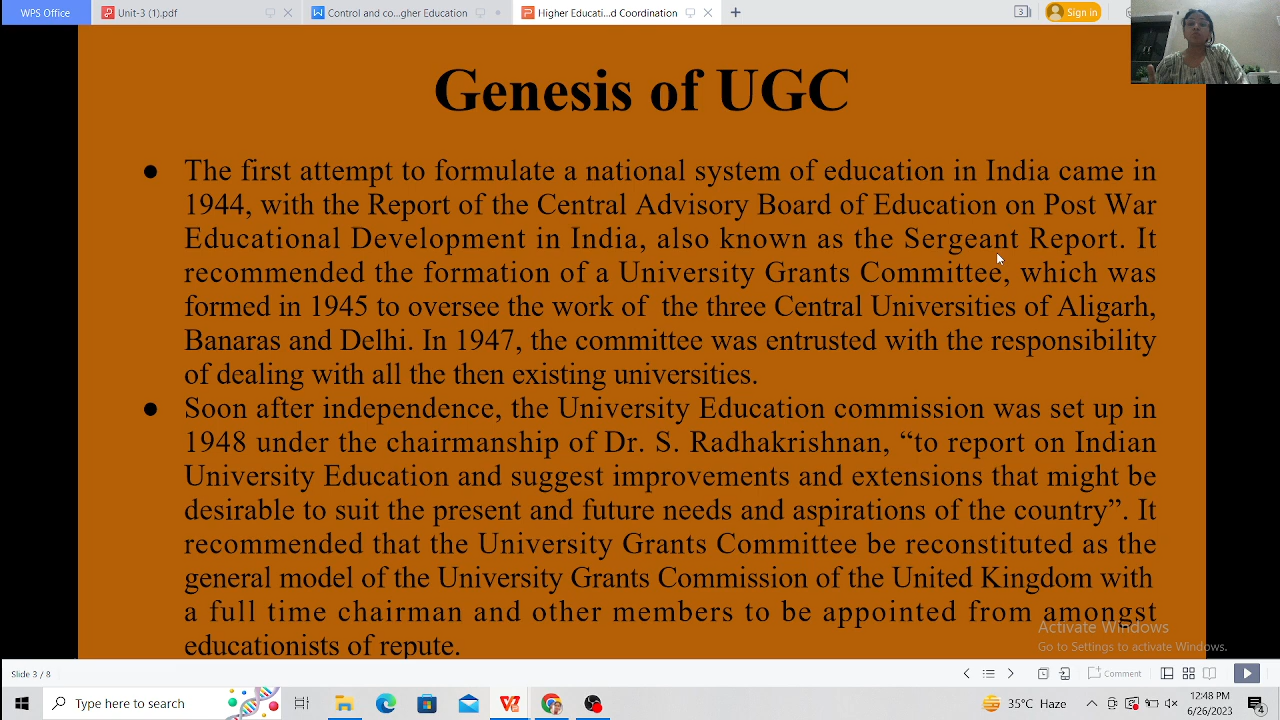 WPS Office
Unit-3 (1).pdf
Control and co...gher Education
Higher Educati...d Coordination
3
Sign in
Genesis of UGC
● The first attempt to formulate a national system of education in India came in
1944, with the Report of the Central Advisory Board of Education on Post War
Educational Development in India, also known as the Sergeant Report. It
recommended the formation of a University Grants Committee, which was
formed in 1945 to oversee the work of the three Central Universities of Aligarh,
Banaras and Delhi. In 1947, the committee was entrusted with the responsibility
of dealing with all the then existing universities.
● Soon after independence, the University Education commission was set up in
1948 under the chairmanship of Dr. S. Radhakrishnan, “to report on Indian
University Education and suggest improvements and extensions that might be
desirable to suit the present and future needs and aspirations of the country”. It
recommended that the University Grants Committee be reconstituted as the
general model of the University Grants Commission of the United Kingdom with
a full time chairman and other members to be appointed from amongst
educationists of repute.
Activate Windows
Go to Settings to activate Windows.
Slide 3 / 8
Comment
Type here to search
35°C Haze
12:48 PM
6/26/2023
4